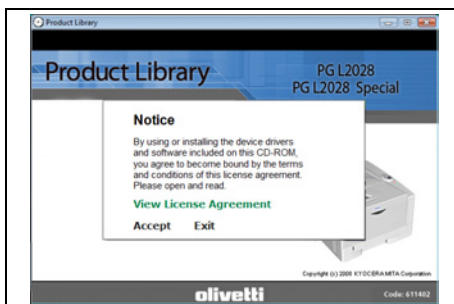 Product Library
Product Library
PG L2028
PG L2028 Special
Notice
By using or installing the device drivers
and software included on this CD-ROM,
you agree to become bound by the terms
and conditions of this license agreement.
Please open and read.
View License Agreement
Accept Exit
Copyright (c) 2008 KYOCERA MITA Corporation
olivetti
Code: 611402